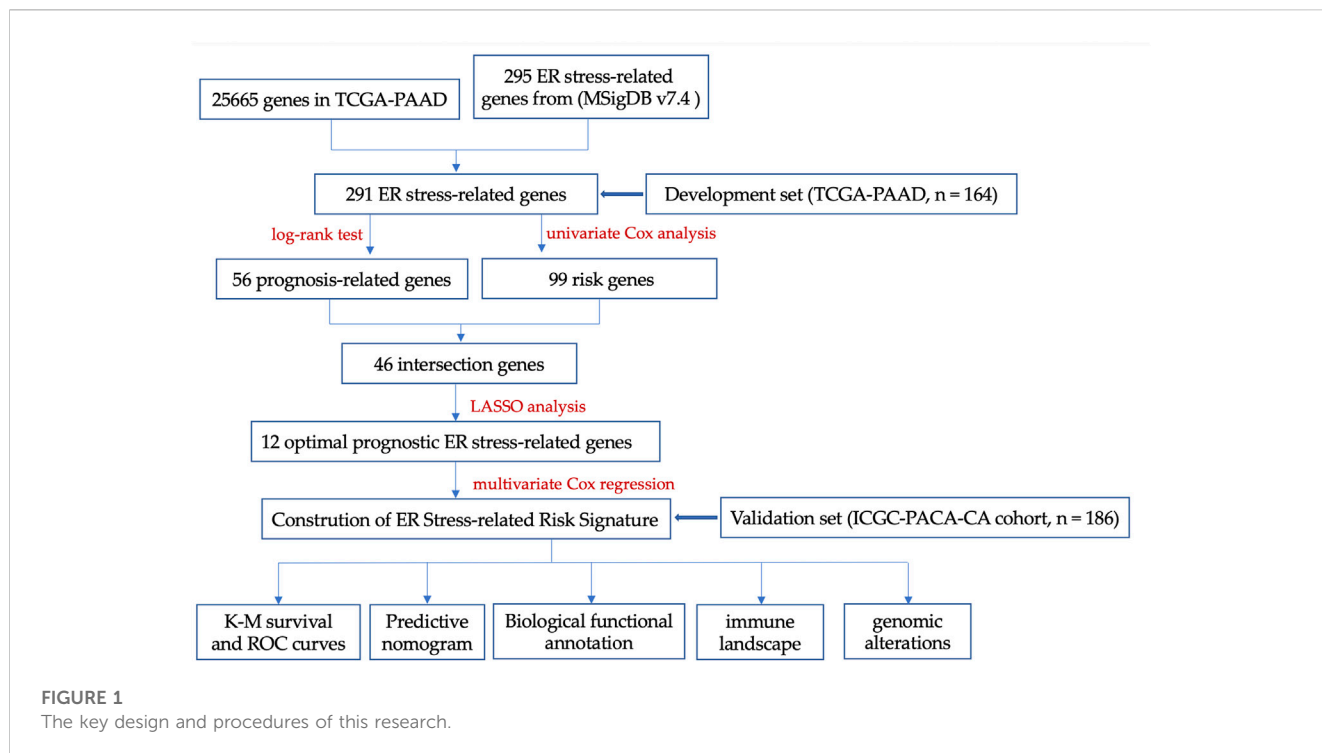 25665 genes in TCGA-PAAD
295 ER stress-related
genes from (MSigDB v7.4 )
291 ER stress-related genes
Development set (TCGA-PAAD, n = 164)
log-rank test
univariate Cox analysis
56 prognosis-related genes
99 risk genes
46 intersection genes
LASSO analysis
12 optimal prognostic ER stress-related genes
multivariate Cox regression
Constrution of ER Stress-related Risk Signature
Validation set (ICGC-PACA-CA cohort, n = 186)
K-M survival
and ROC curves
Predictive
nomogram
Biological functional
annotation
immune
landscape
genomic
alterations
FIGURE 1
The key design and procedures of this research.